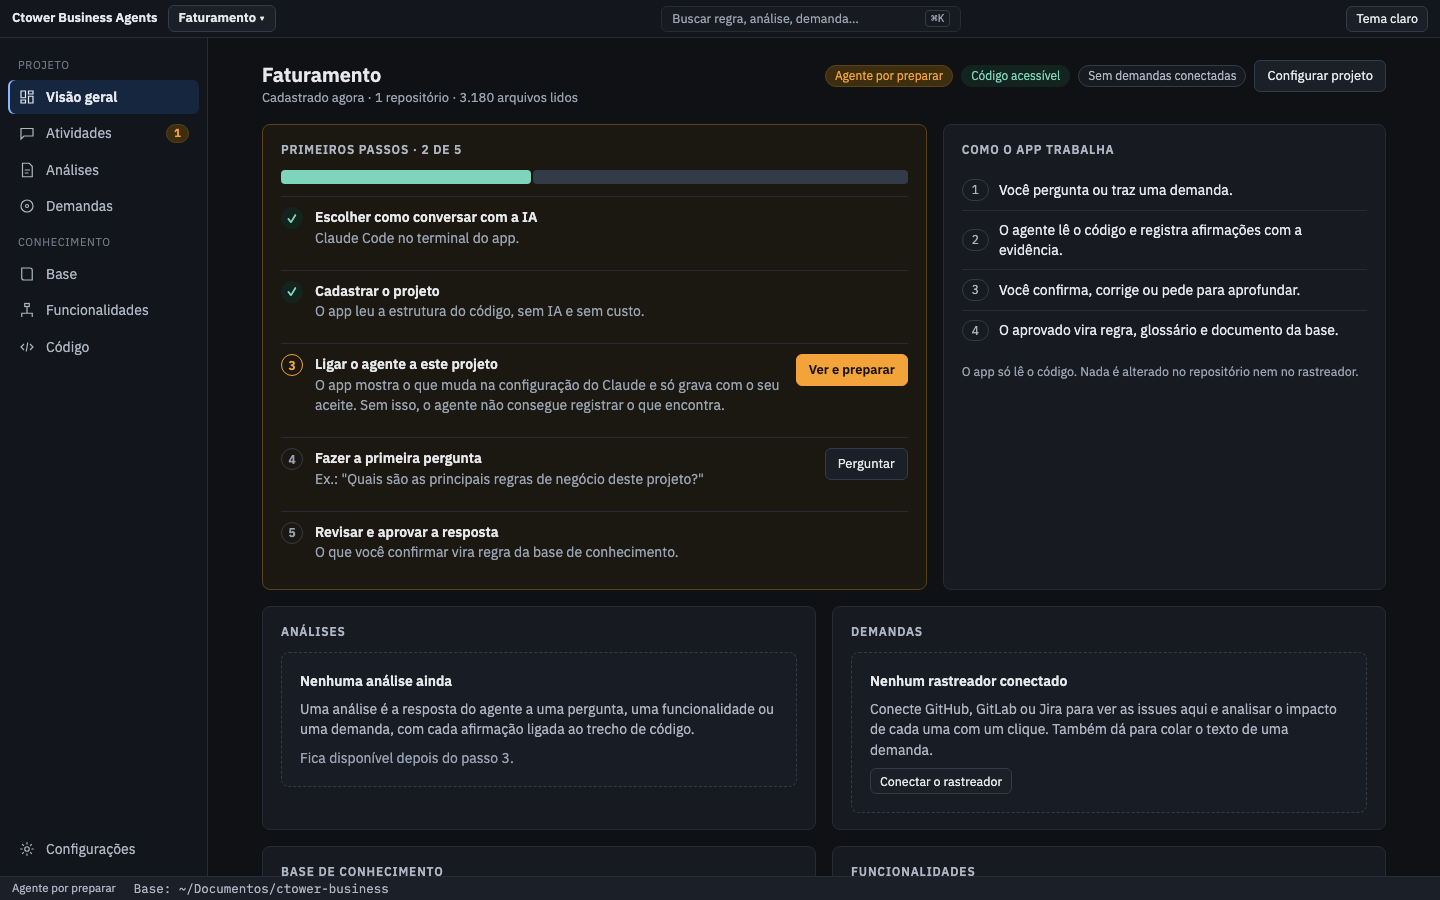 Ctower Business Agents
Faturamento ▾
Buscar regra, análise, demanda...
⌘K
Tema claro
PROJETO
Visão geral
Atividades
1
Análises
Demandas
CONHECIMENTO
Base
Funcionalidades
Código
Configurações
Faturamento
Cadastrado agora · 1 repositório · 3.180 arquivos lidos
Agente por preparar
Código acessível
Sem demandas conectadas
Configurar projeto
PRIMEIROS PASSOS · 2 DE 5
Escolher como conversar com a IA
Claude Code no terminal do app.
Cadastrar o projeto
O app leu a estrutura do código, sem IA e sem custo.
3
Ligar o agente a este projeto
O app mostra o que muda na configuração do Claude e só grava com o seu
aceite. Sem isso, o agente não consegue registrar o que encontra.
Ver e preparar
4
Fazer a primeira pergunta
Ex.: "Quais são as principais regras de negócio deste projeto?"
Perguntar
5
Revisar e aprovar a resposta
O que você confirmar vira regra da base de conhecimento.
COMO O APP TRABALHA
1
Você pergunta ou traz uma demanda.
2
O agente lê o código e registra afirmações com a
evidência.
3
Você confirma, corrige ou pede para aprofundar.
4
O aprovado vira regra, glossário e documento da base.
O app só lê o código. Nada é alterado no repositório nem no rastreador.
ANÁLISES
Nenhuma análise ainda
Uma análise é a resposta do agente a uma pergunta, uma funcionalidade ou
uma demanda, com cada afirmação ligada ao trecho de código.
Fica disponível depois do passo 3.
DEMANDAS
Nenhum rastreador conectado
Conecte GitHub, GitLab ou Jira para ver as issues aqui e analisar o impacto
de cada uma com um clique. Também dá para colar o texto de uma
demanda.
Conectar o rastreador
BASE DE CONHECIMENTO
FUNCIONALIDADES
Agente por preparar
Base: ~/Documentos/ctower-business